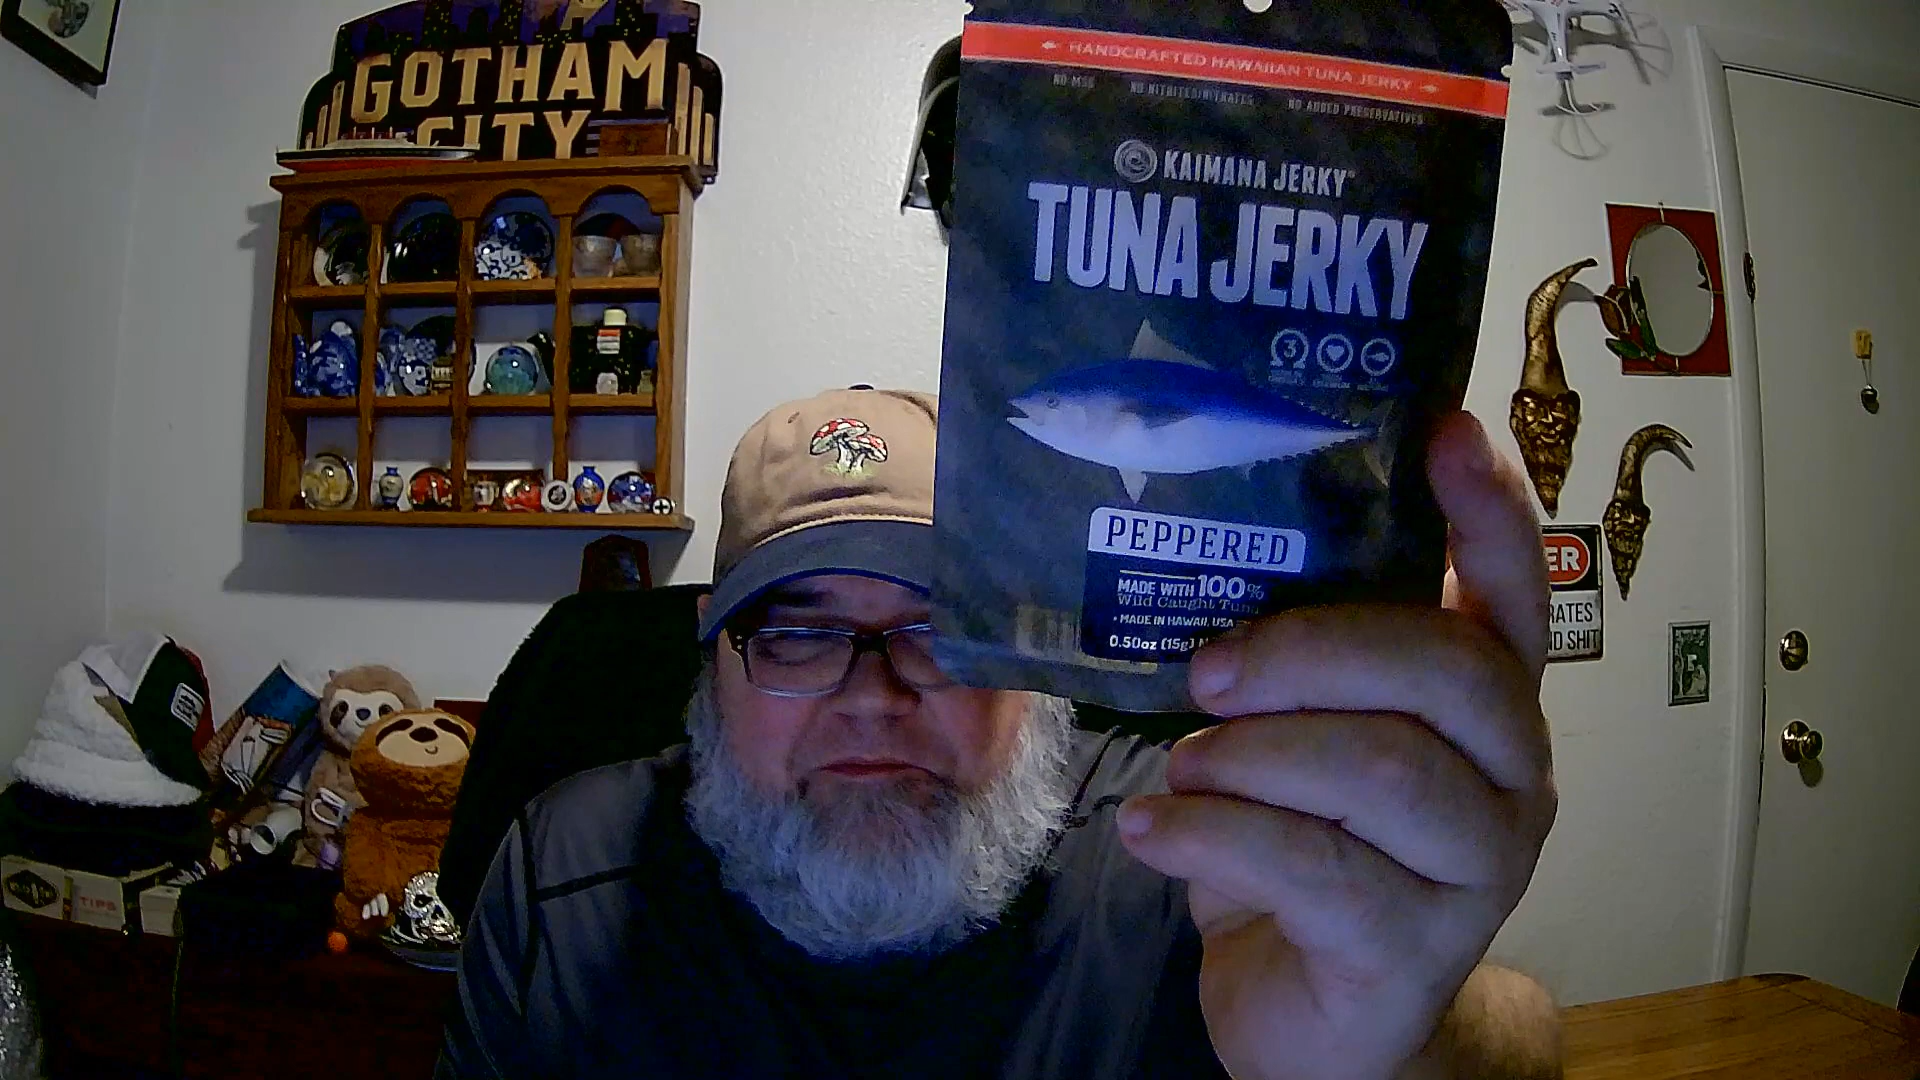 GOTHAM
CITY
HANDCRAFTED HAWAIIAN TUNA JERKY
NO MSG NO NITRITES/NITRATES NO ADDED PRESERVATIVES
KAIMANA JERKY
TUNA JERKY
3
PEPPERED
MADE WITH 100%
Wild Caught Tuna
• MADE IN HAWAII, USA
0.50oz (15g) N
ER
RATES
ND SHIT
TIPS